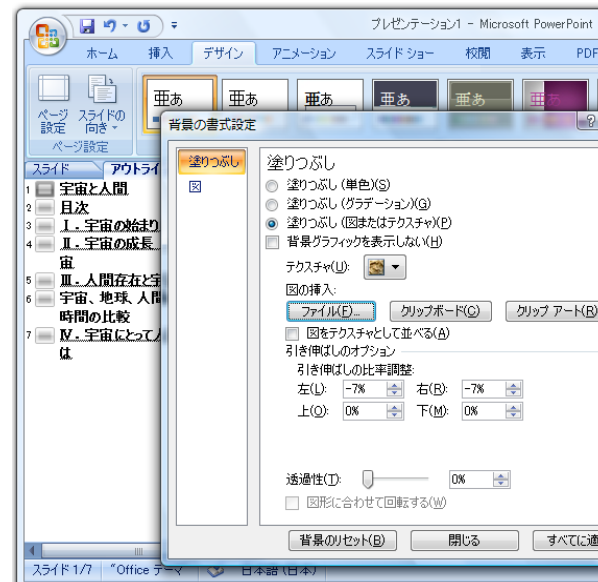 プレゼンテーション1 - Microsoft PowerPoint
ホーム 挿入 デザイン アニメーション スライド ショー 校閲 表示 PDF
亜あ 亜あ 亜あ 亜あ 亜あ 亜
ページ設定 スライドの向き
ページ設定
背景の書式設定
スライド アウトライ
1 宇宙と人間
2 目次
3 Ⅰ．宇宙の始まり
4 Ⅱ．宇宙の成長
宙
5 Ⅲ．人間存在と宇
6 宇宙、地球、人間
時間の比較
7 Ⅳ．宇宙にとって人
は
塗りつぶし
図
塗りつぶし
塗りつぶし (単色)(S)
塗りつぶし (グラデーション)(G)
塗りつぶし (図またはテクスチャ)(P)
背景グラフィックを表示しない(H)
テクスチャ(U):
図の挿入:
ファイル(F)... クリップボード(C) クリップ アート(R)
図をテクスチャとして並べる(A)
引き伸ばしのオプション
引き伸ばしの比率調整:
左(L): -7% 右(R): -7%
上(O): 0% 下(M): 0%
透過性(T): 0%
図形に合わせて回転する(W)
背景のリセット(B) 閉じる すべてに適
スライド 1/7 "Office テーマ 日本語 (日本)